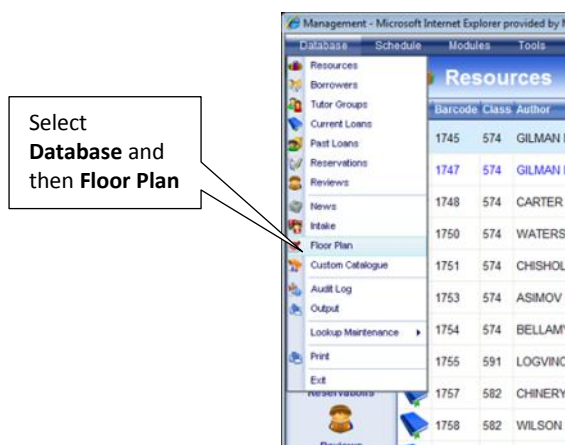 Management - Microsoft Internet Explorer provided by
Database Schedule Modules Tools
Resources
Resources
Borrowers
Tutor Groups
Current Loans
Past Loans
Reservations
Reviews
News
Intake
Floor Plan
Custom Catalogue
Audit Log
Output
Lookup Maintenance
Print
Exit
Select
Database and
then Floor Plan
Barcode Class Author
1745 574 GILMAN
1747 574 GILMAN
1748 574 CARTER
1750 574 WATERS
1751 574 CHISHOL
1753 574 ASIMOV
1754 574 BELLAMY
1755 591 LOGVINO
1757 582 CHINERY
1758 582 WILSON
Reservations
Reviews